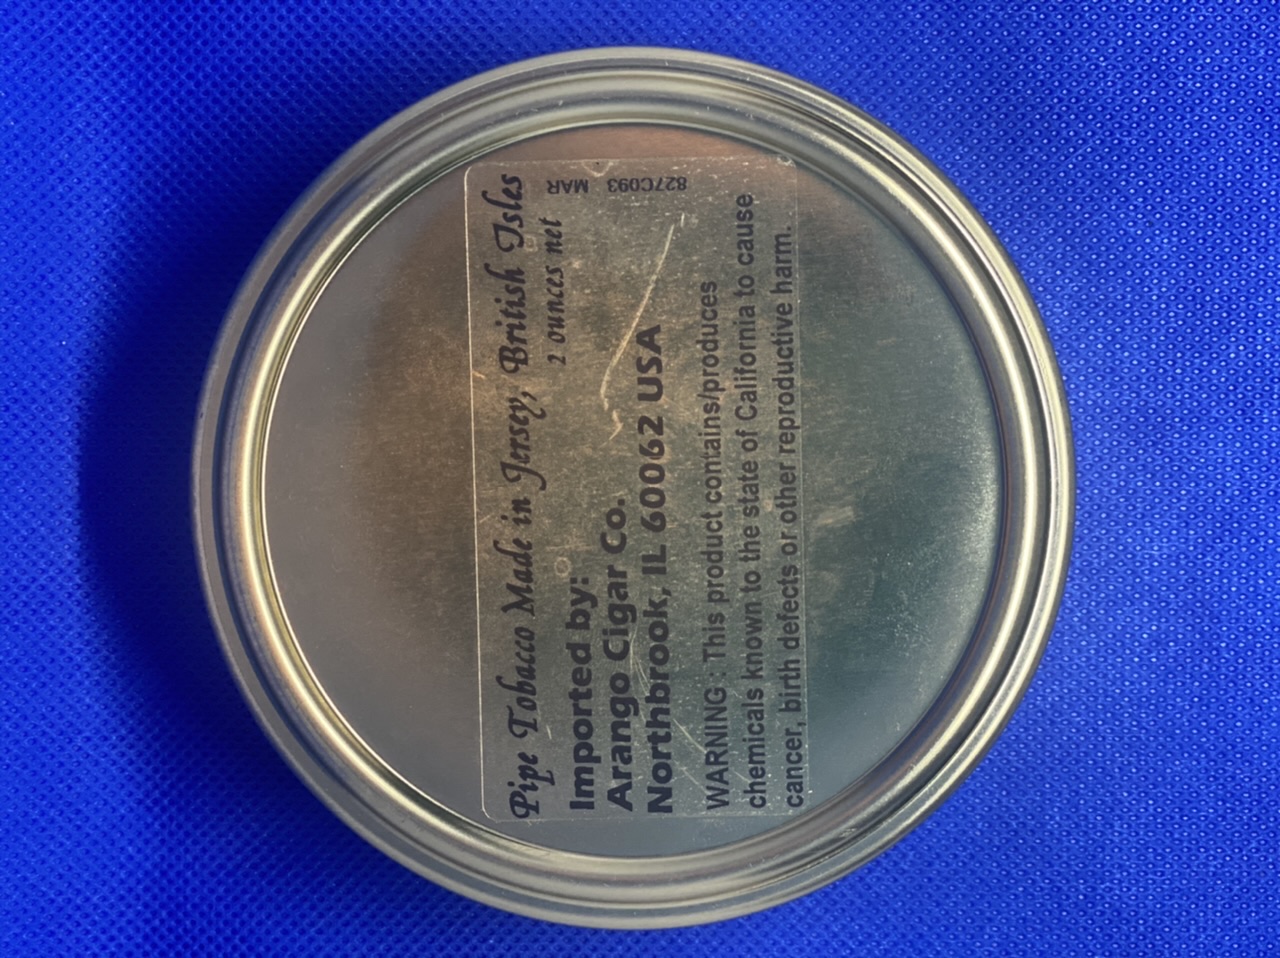 Pipe Tobacco Made in Jersey, British Isles
2 ounces net
Imported by:
Arango Cigar Co.
Northbrook, IL 60062 USA
WARNING : This product contains/produces
chemicals known to the state of California to cause
cancer, birth defects or other reproductive harm.
827C093
MAR